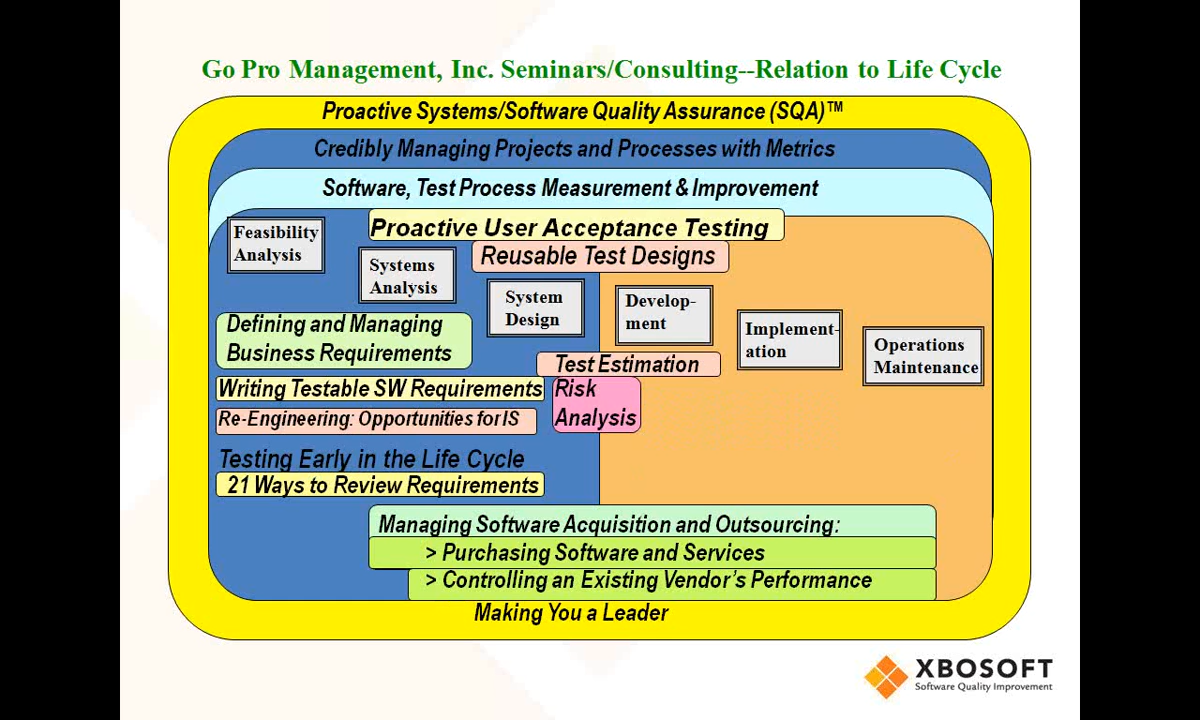 Go Pro Management, Inc. Seminars/Consulting--Relation to Life Cycle
Proactive Systems/Software Quality Assurance (SQA)™
Credibly Managing Projects and Processes with Metrics
Software, Test Process Measurement & Improvement
Proactive User Acceptance Testing
Feasibility
Analysis
Reusable Test Designs
Systems
Analysis
System
Design
Develop-
ment
Implement-
ation
Operations
Maintenance
Defining and Managing
Business Requirements
Test Estimation
Writing Testable SW Requirements
Risk
Analysis
Re-Engineering: Opportunities for IS
Testing Early in the Life Cycle
21 Ways to Review Requirements
Managing Software Acquisition and Outsourcing:
> Purchasing Software and Services
> Controlling an Existing Vendor's Performance
Making You a Leader
XBOSOFT
Software Quality Improvement